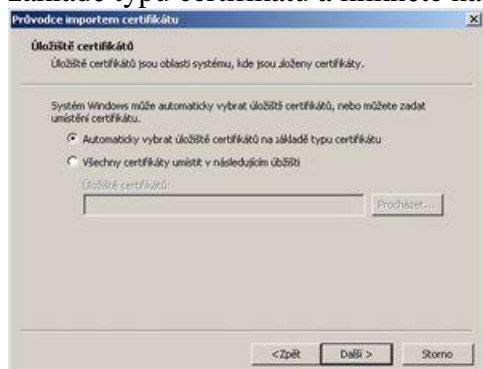 základě typu certifikátu a klikněte na
Průvodce importem certifikátu
Úložiště certifikátů
Úložiště certifikátů jsou oblasti systému, kde jsou uloženy certifikáty.
Systém Windows může automaticky vybrat úložiště certifikátů, nebo můžete zadat
umístění certifikátu.
Automaticky vybrat úložiště certifikátů na základě typu certifikátu
Všechny certifikáty umístit v následujícím úložišti
Úložiště certifikátů:
Procházet...
<Zpět
Další >
Storno